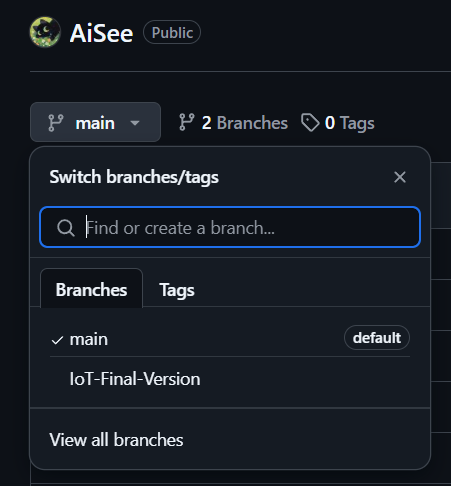 AiSee Public
main 2 Branches 0 Tags
Switch branches/tags
Find or create a branch...
Branches Tags
main default
IoT-Final-Version
View all branches